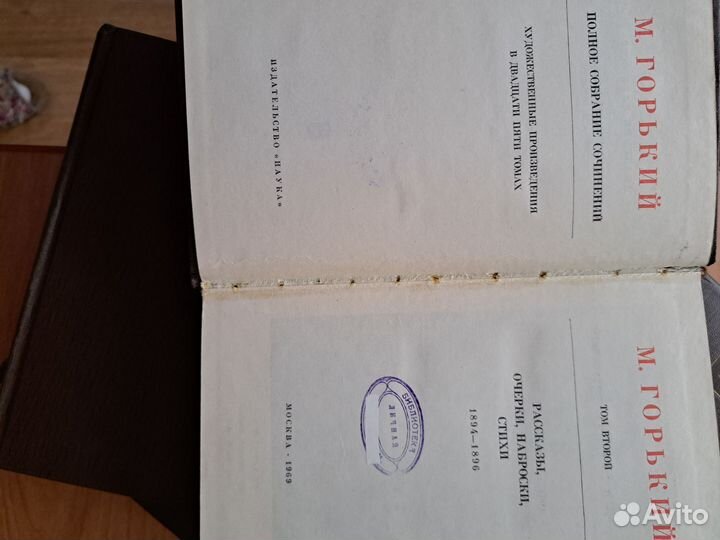 М. ГОРЬКИЙ
ПОЛНОЕ СОБРАНИЕ СОЧИНЕНИЙ
ХУДОЖЕСТВЕННЫЕ ПРОИЗВЕДЕНИЯ
В ДВАДЦАТИ ПЯТИ ТОМАХ
ИЗДАТЕЛЬСТВО «НАУКА»
М. ГОРЬКИЙ
ТОМ ВТОРОЙ
РАССКАЗЫ,
ОЧЕРКИ, НАБРОСКИ,
СТИХИ
1894—1896
БИБЛИОТЕКА
ЛИЧНАЯ
МОСКВА · 1969
Avito